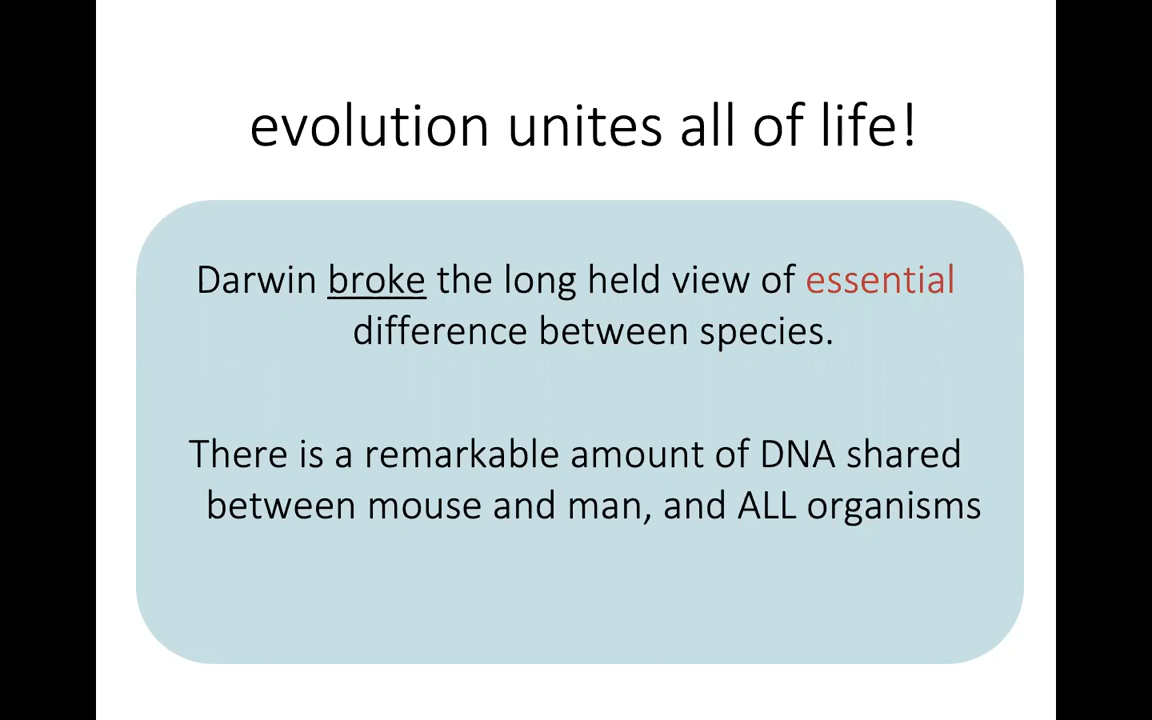 evolution unites all of life!
Darwin broke the long held view of essential
difference between species.
There is a remarkable amount of DNA shared
between mouse and man, and ALL organisms